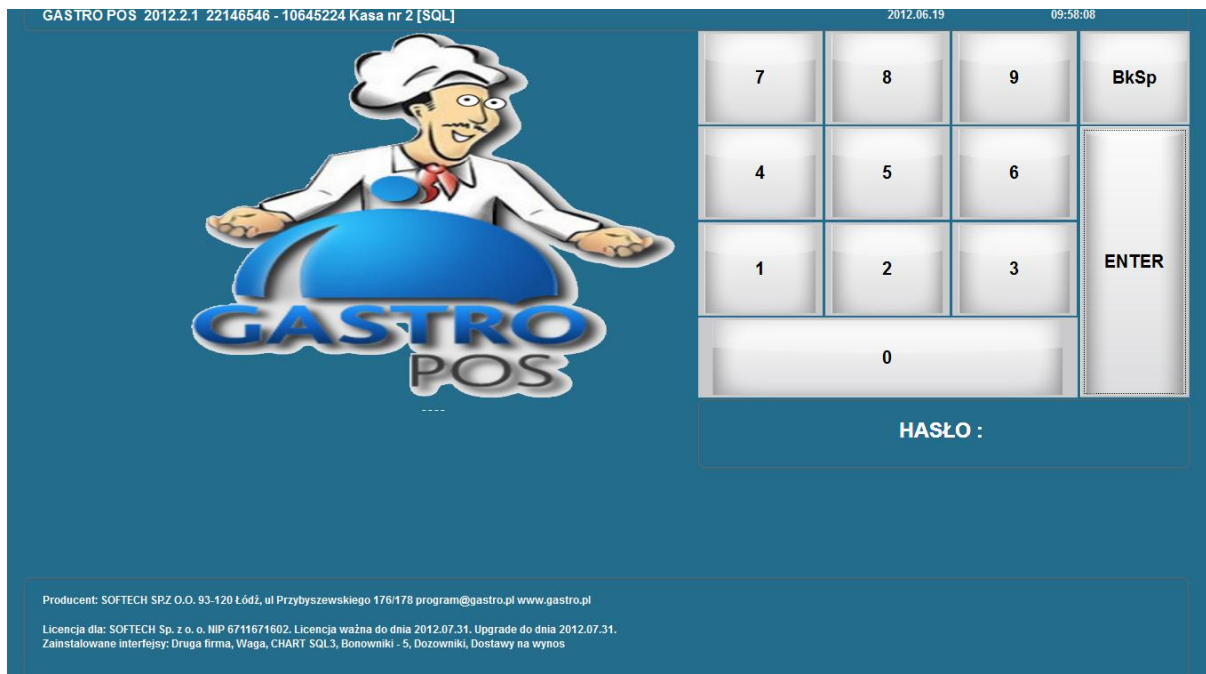 GASTRO POS 2012.2.1 22146546 - 10645224 Kasa nr 2 [SQL] 2012.06.19 09:58:08
7 8 9 BkSp
4 5 6
1 2 3 ENTER
0
GASTRO
POS
----
HASŁO :
Producent: SOFTECH SP.Z O.O. 93-120 Łódź, ul Przybyszewskiego 176/178 program@gastro.pl www.gastro.pl
Licencja dla: SOFTECH Sp. z o. o. NIP 6711671602. Licencja ważna do dnia 2012.07.31. Upgrade do dnia 2012.07.31.
Zainstalowane interfejsy: Druga firma, Waga, CHART SQL3, Bonowniki - 5, Dozowniki, Dostawy na wynos